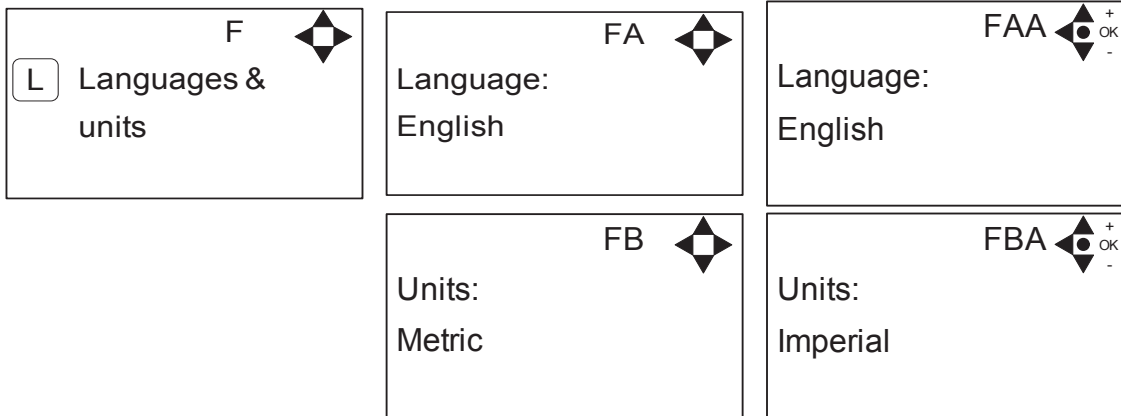 F
L Languages &
units
FA
Language:
English
FAA
+
OK
-
Language:
English
FB
Units:
Metric
FBA
+
OK
-
Units:
Imperial